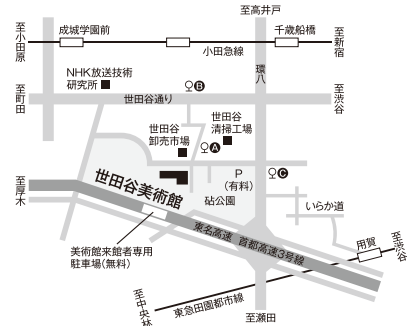 至高井戸
成城学園前
千歳船橋
至小田原
小田急線
至新宿
NHK放送技術
研究所
環八
B
至町田
世田谷通り
至渋谷
世田谷
清掃工場
世田谷
卸売市場
A
P
(有料)
C
至厚木
世田谷美術館
砧公園
いらか道
東名高速 首都高速3号線
用賀
至渋谷
美術館来館者専用
駐車場(無料)
至中央林
東急田園都市線
至瀬田